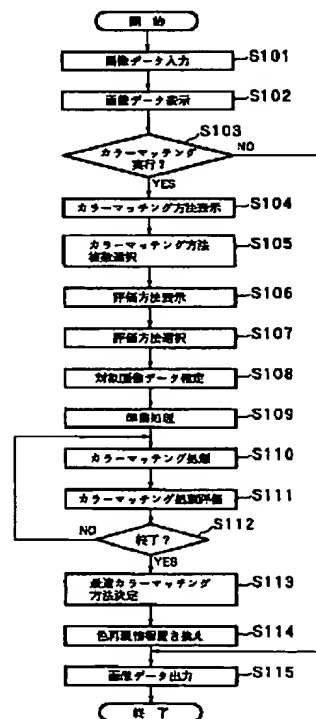 開始
画像データ入力
S101
画像データ表示
S102
S103
カラーマッチング
実行?
NO
YES
カラーマッチング方法表示
S104
カラーマッチング方法
複数選択
S105
評価方法表示
S106
評価方法選択
S107
対象画像データ確定
S108
準備処理
S109
カラーマッチング処理
S110
カラーマッチング処理評価
S111
S112
NO
終了?
YES
最適カラーマッチング
方法決定
S113
色再現情報置き換え
S114
画像データ出力
S115
終了